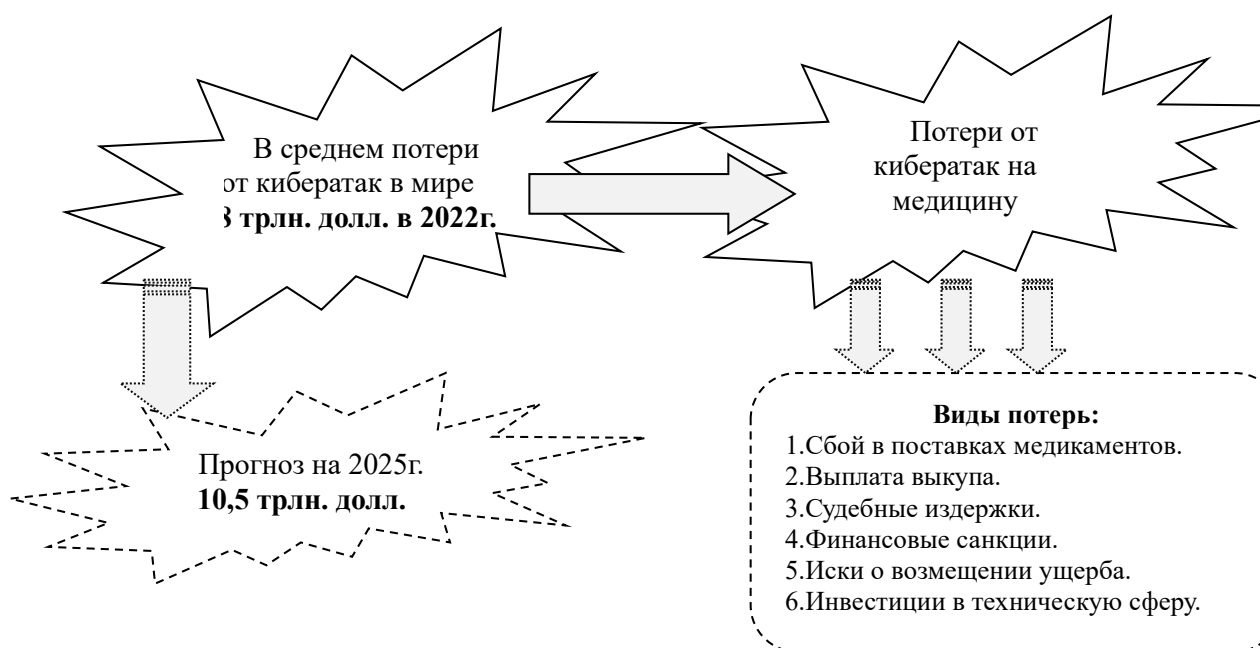 В среднем потери
от кибератак в мире
8 трлн. долл. в 2022г.
Потери от
кибератак на
медицину
Прогноз на 2025г.
10,5 трлн. долл.
Виды потерь:
1.Сбой в поставках медикаментов.
2.Выплата выкупа.
3.Судебные издержки.
4.Финансовые санкции.
5.Иски о возмещении ущерба.
6.Инвестиции в техническую сферу.